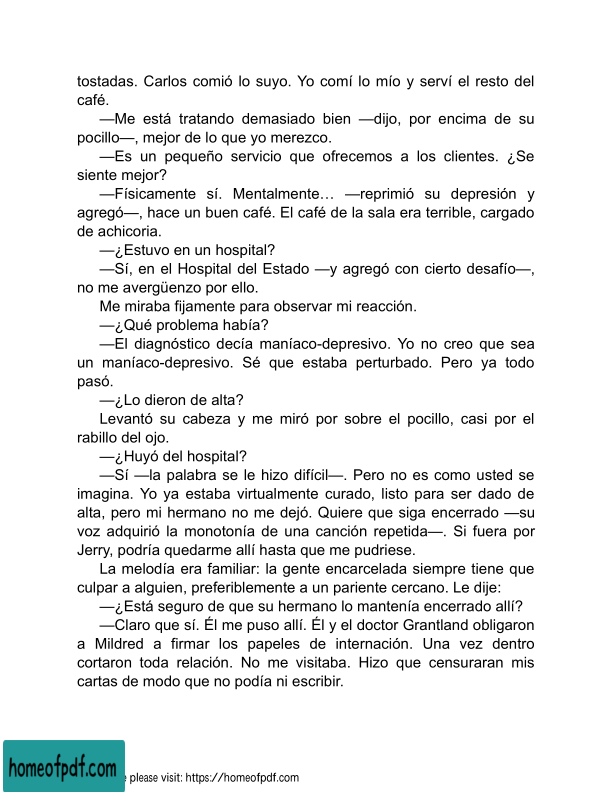 tostadas. Carlos comió lo suyo. Yo comí lo mío y serví el resto del
café.
—Me está tratando demasiado bien —dijo, por encima de su
pocillo—, mejor de lo que yo merezco.
—Es un pequeño servicio que ofrecemos a los clientes. ¿Se
siente mejor?
—Físicamente sí. Mentalmente… —reprimió su depresión y
agregó—, hace un buen café. El café de la sala era terrible, cargado
de achicoria.
—¿Estuvo en un hospital?
—Sí, en el Hospital del Estado —y agregó con cierto desafío—,
no me avergüenzo por ello.
Me miraba fijamente para observar mi reacción.
—¿Qué problema había?
—El diagnóstico decía maníaco-depresivo. Yo no creo que sea
un maníaco-depresivo. Sé que estaba perturbado. Pero ya todo
pasó.
—¿Lo dieron de alta?
Levantó su cabeza y me miró por sobre el pocillo, casi por el
rabillo del ojo.
—¿Huyó del hospital?
—Sí —la palabra se le hizo difícil—. Pero no es como usted se
imagina. Yo ya estaba virtualmente curado, listo para ser dado de
alta, pero mi hermano no me dejó. Quiere que siga encerrado —su
voz adquirió la monotonía de una canción repetida—. Si fuera por
Jerry, podría quedarme allí hasta que me pudriese.
La melodía era familiar: la gente encarcelada siempre tiene que
culpar a alguien, preferiblemente a un pariente cercano. Le dije:
—¿Está seguro de que su hermano lo mantenía encerrado allí?
—Claro que sí. Él me puso allí. Él y el doctor Grantland obligaron
a Mildred a firmar los papeles de internación. Una vez dentro
cortaron toda relación. No me visitaba. Hizo que censuraran mis
cartas de modo que no podía ni escribir.
homeofpdf.com
please visit: https://homeofpdf.com